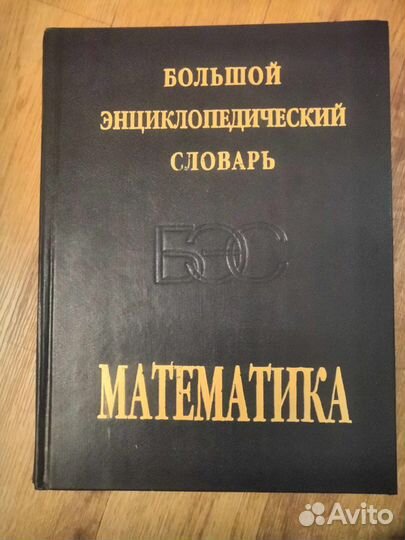 БОЛЬШОЙ
ЭНЦИКЛОПЕДИЧЕСКИЙ
СЛОВАРЬ
БЭС
МАТЕМАТИКА
Avito